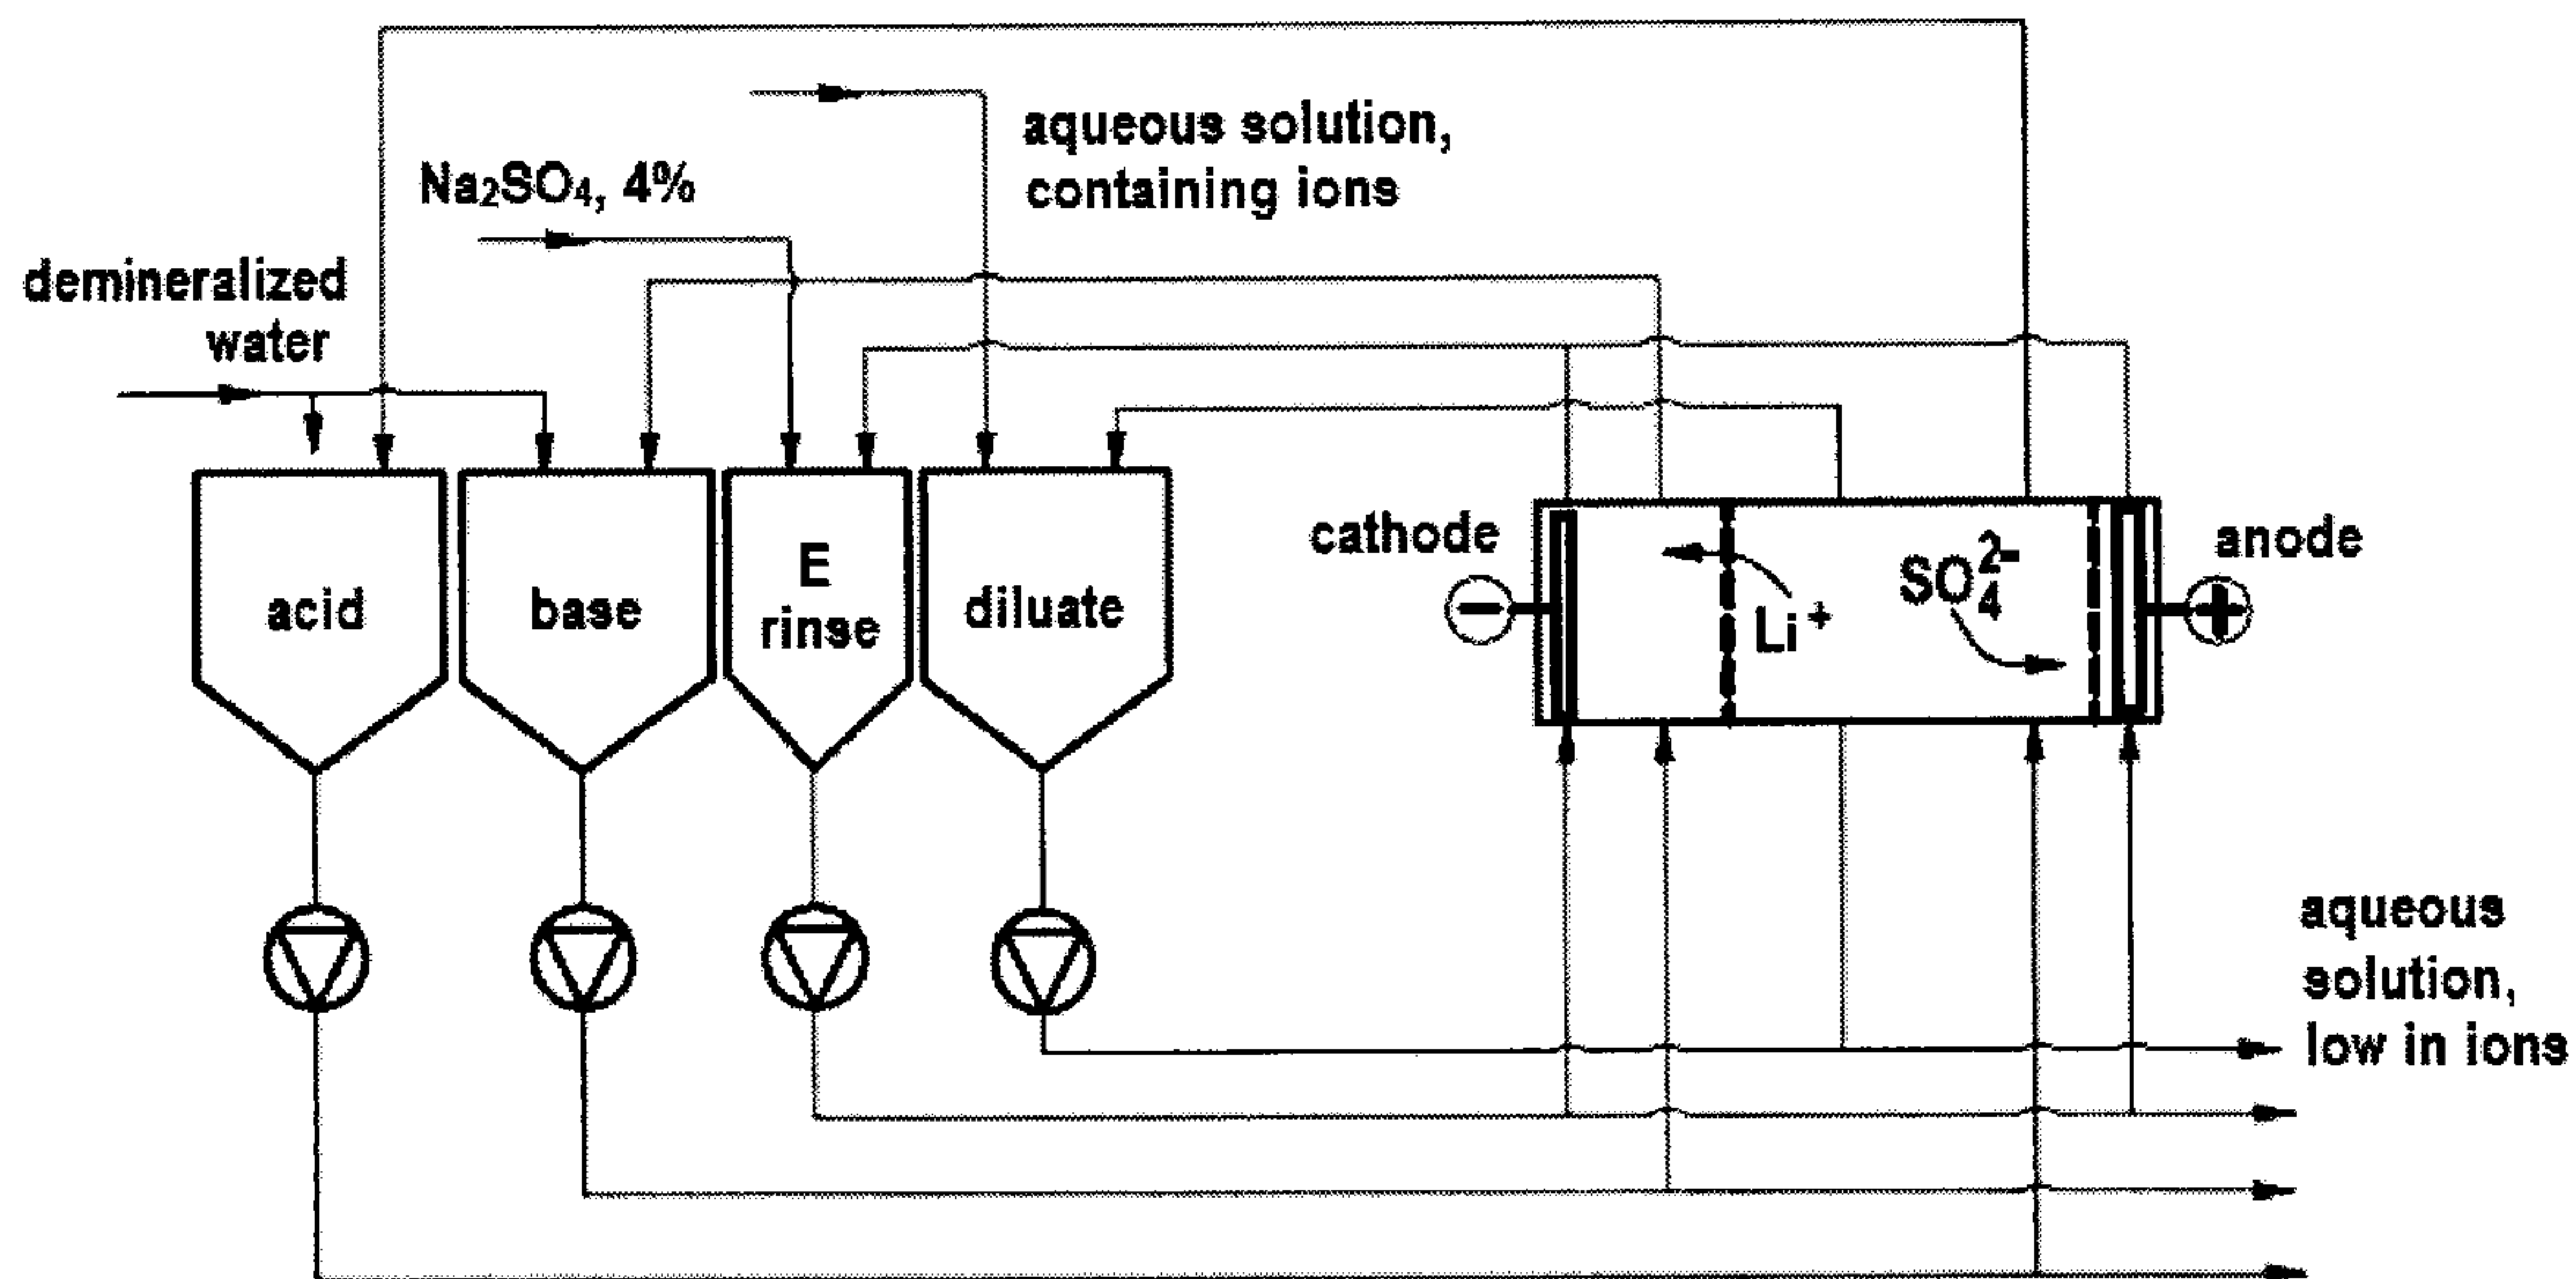 aqueous solution,
containing ions
Na₂SO₄, 4%
demineralized
water
acid
base
E
rinse
diluate
cathode
−
Li⁺
SO₄²⁻
anode
+
aqueous
solution,
low in ions